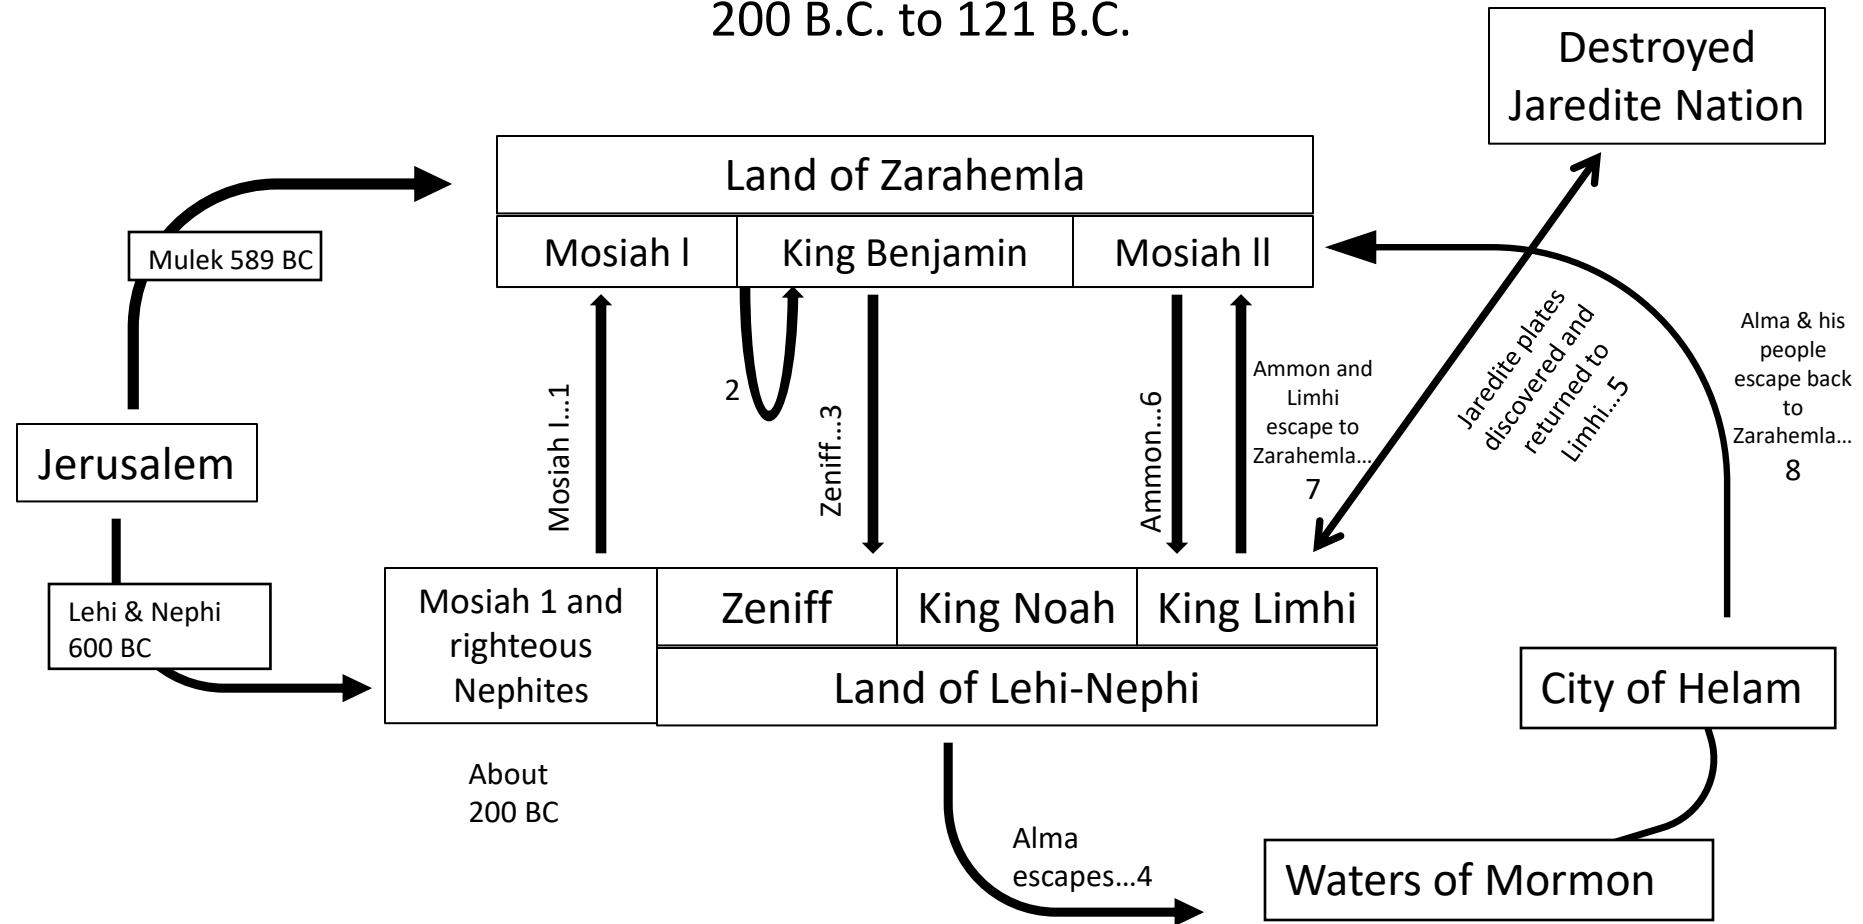 200 B.C. to 121 B.C.
Destroyed
Jaredite Nation
Land of Zarahemla
Mosiah l
King Benjamin
Mosiah ll
Mulek 589 BC
Jerusalem
Lehi & Nephi
600 BC
Mosiah I...1
2
Zeniff...3
Ammon...6
Ammon and
Limhi
escape to
Zarahemla...
7
Jaredite plates
discovered and
returned to
Limhi...5
Alma & his
people
escape back
to
Zarahemla...
8
Mosiah 1 and
righteous
Nephites
Zeniff
King Noah
King Limhi
Land of Lehi-Nephi
City of Helam
About
200 BC
Alma
escapes...4
Waters of Mormon